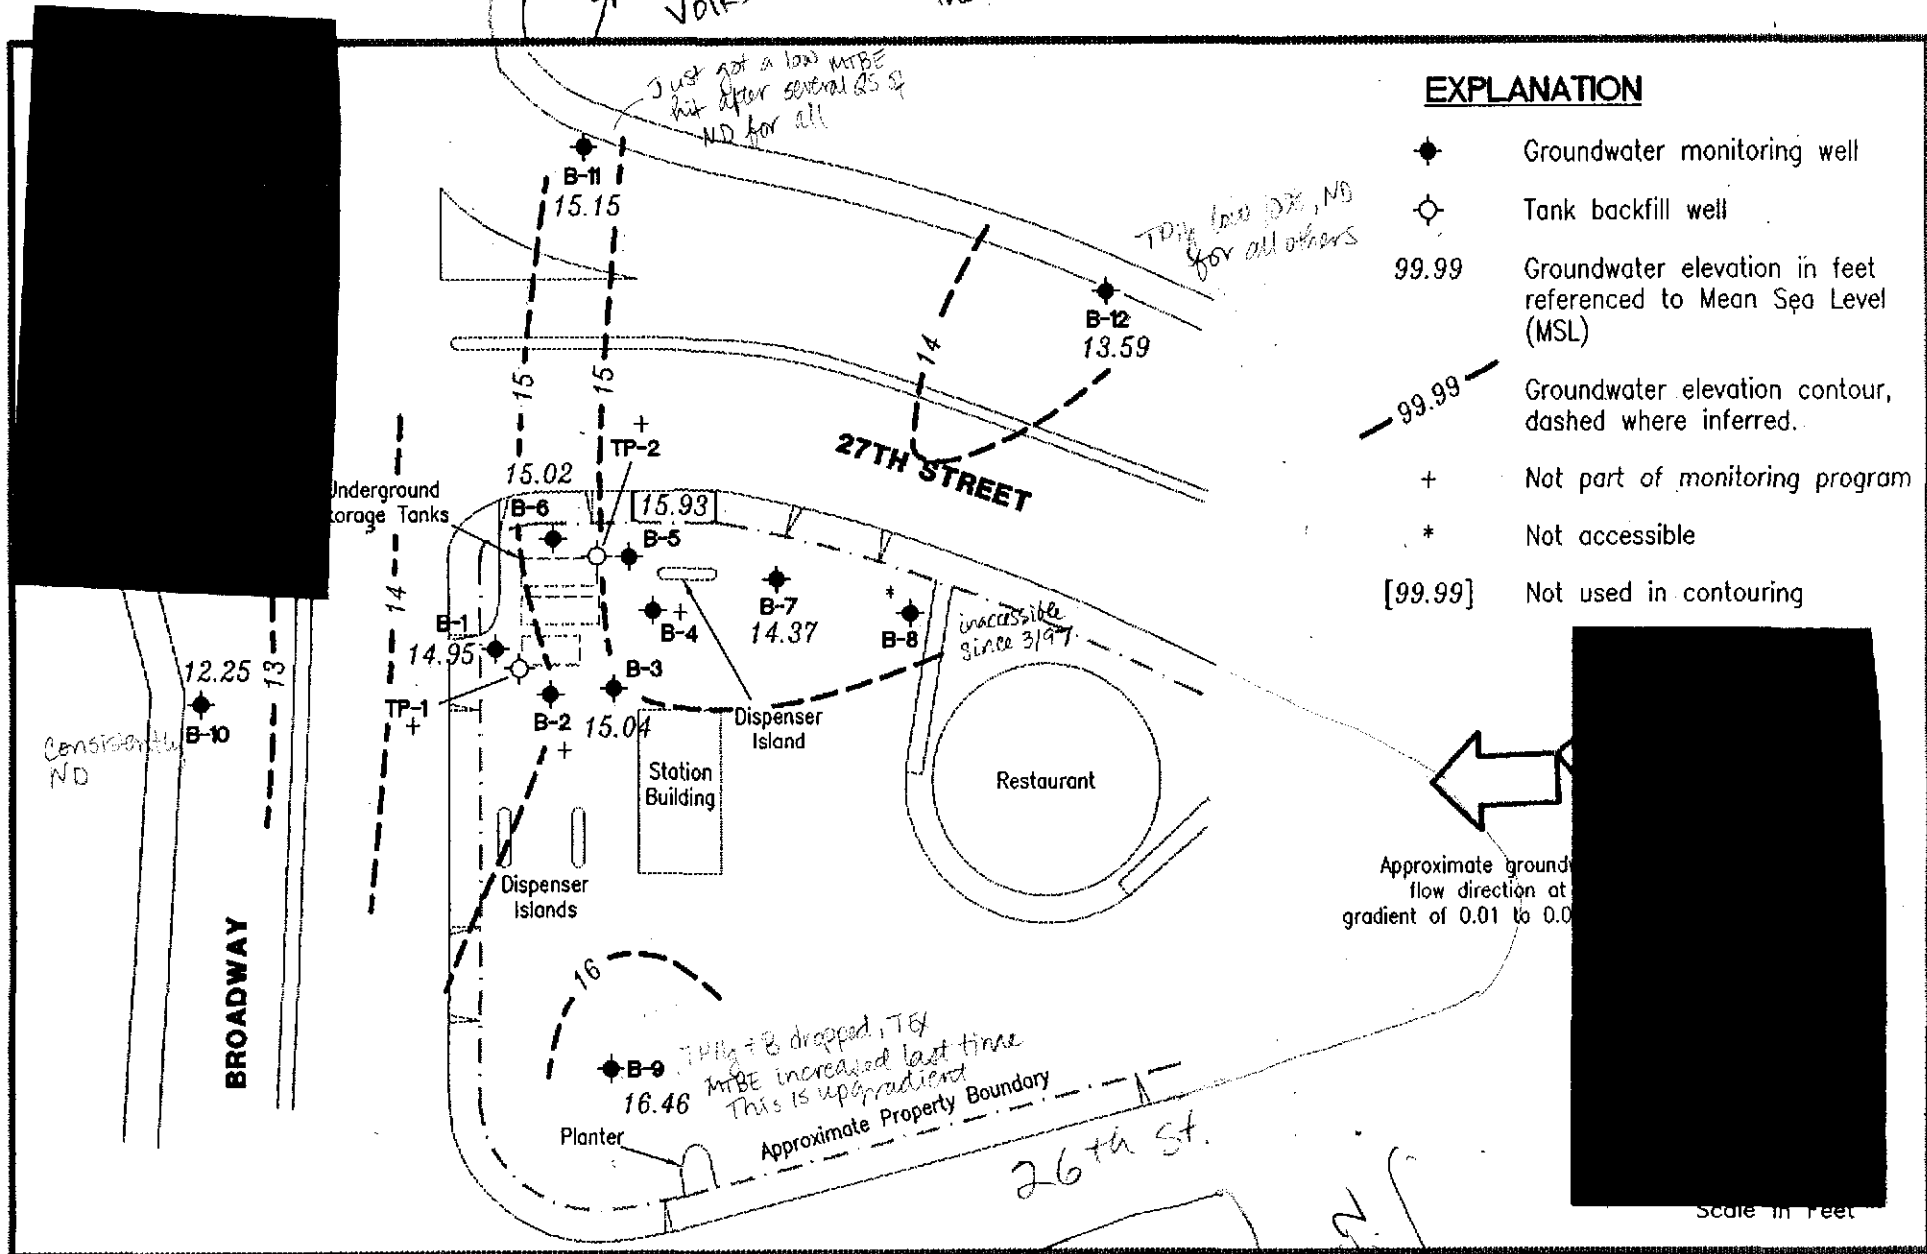 Just got a low MTBE
hit after several QS of
ND for all
B-11
15.15
EXPLANATION
Groundwater monitoring well
Tank backfill well
99.99
Groundwater elevation in feet
referenced to Mean Sea Level
(MSL)
99.99
Groundwater elevation contour,
dashed where inferred.
+
Not part of monitoring program
*
Not accessible
[99.99]
Not used in contouring
ND
for all others
B-12
13.59
14
15
15
27TH STREET
+
TP-2
15.02
Underground
Storage Tanks
B-6
[15.93]
B-5
14
B-1
14.95
B-4
+
B-7
14.37
*
B-8
inaccessible
since 3/97.
13
12.25
B-10
Consistently
ND
TP-1
+
B-2
+
B-3
15.04
Dispenser
Island
Station
Building
Restaurant
Dispenser
Islands
Approximate
flow direction at
gradient of 0.01 to
BROADWAY
16
B-9
16.46
TPHg + B dropped, TEX
MTBE increased last time
This is upgradient
Planter
Approximate Property Boundary
26th St.
Scale in Feet